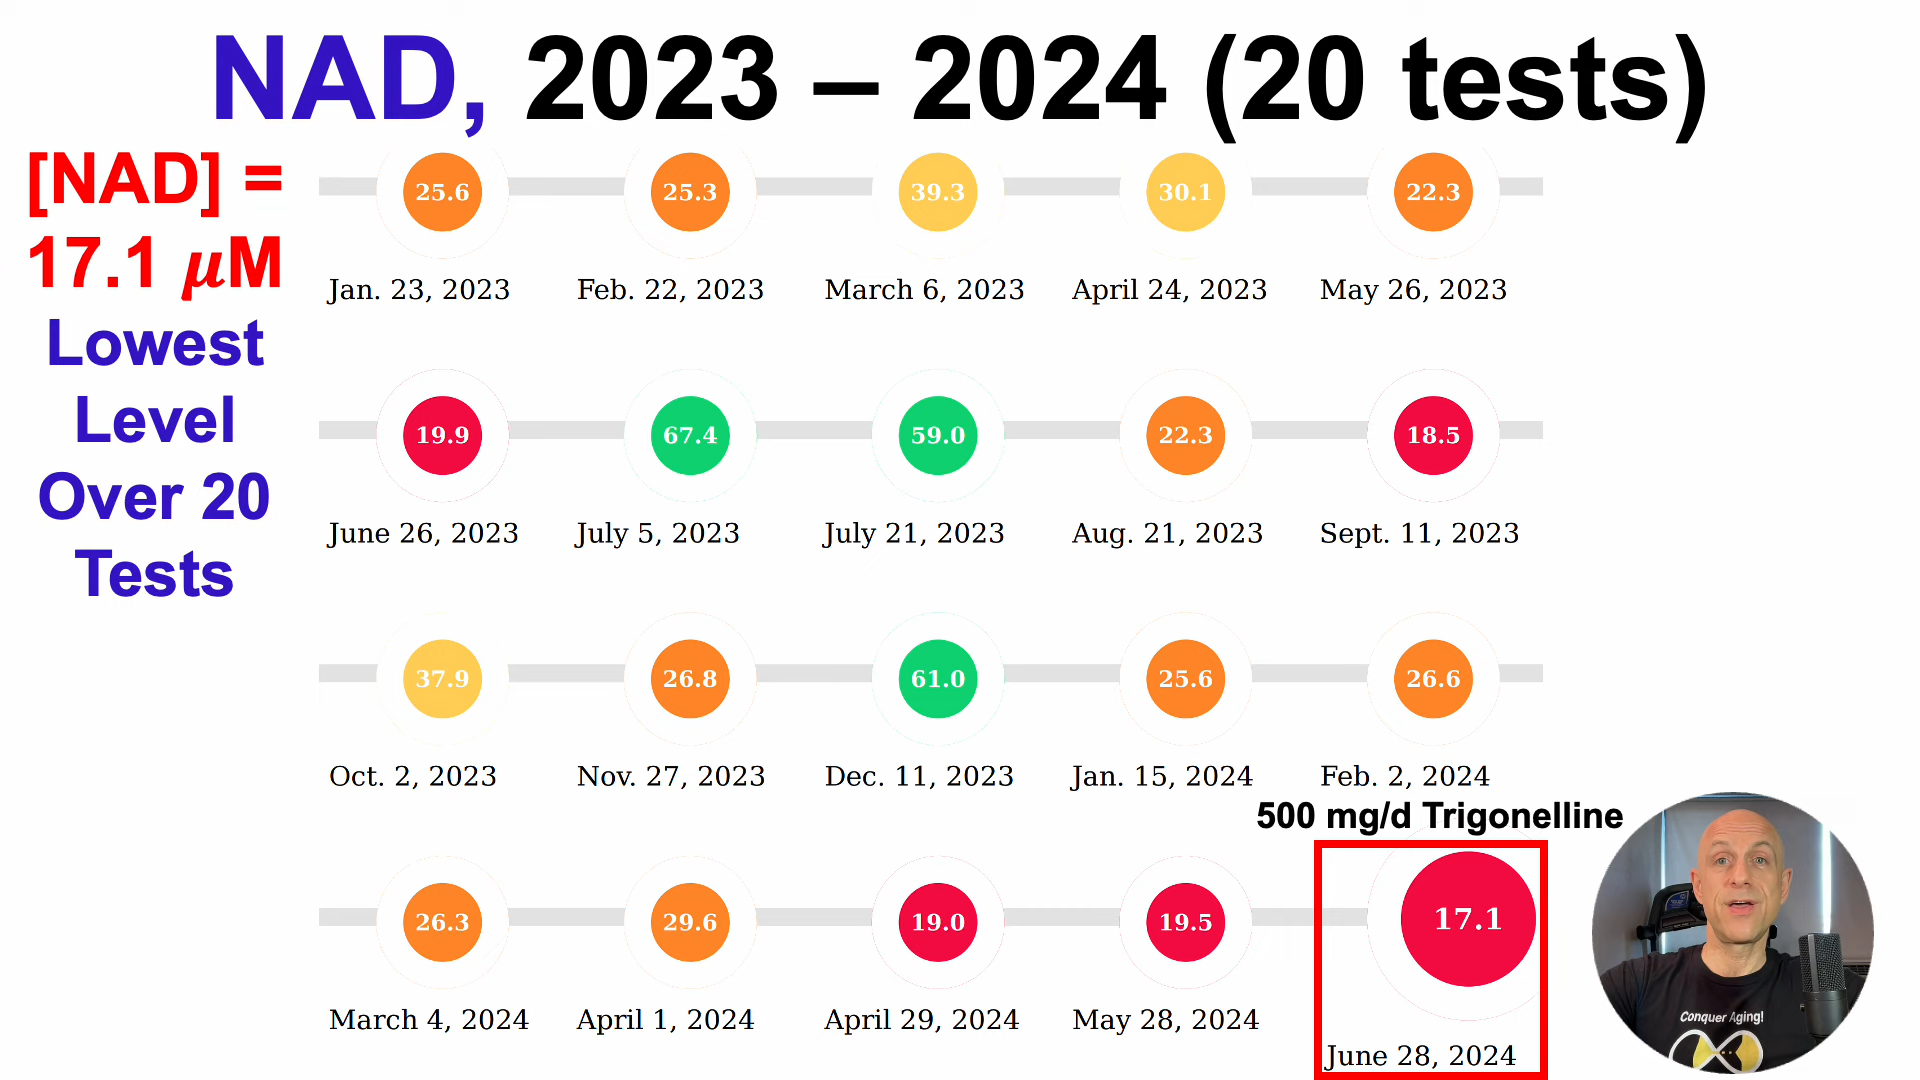 NAD, 2023 – 2024 (20 tests)
[NAD] =
17.1 μM
Lowest
Level
Over 20
Tests
25.6 25.3 39.3 30.1 22.3
Jan. 23, 2023 Feb. 22, 2023 March 6, 2023 April 24, 2023 May 26, 2023
19.9 67.4 59.0 22.3 18.5
June 26, 2023 July 5, 2023 July 21, 2023 Aug. 21, 2023 Sept. 11, 2023
37.9 26.8 61.0 25.6 26.6
Oct. 2, 2023 Nov. 27, 2023 Dec. 11, 2023 Jan. 15, 2024 Feb. 2, 2024
500 mg/d Trigonelline
26.3 29.6 19.0 19.5 17.1
March 4, 2024 April 1, 2024 April 29, 2024 May 28, 2024 June 28, 2024
Conquer Aging!